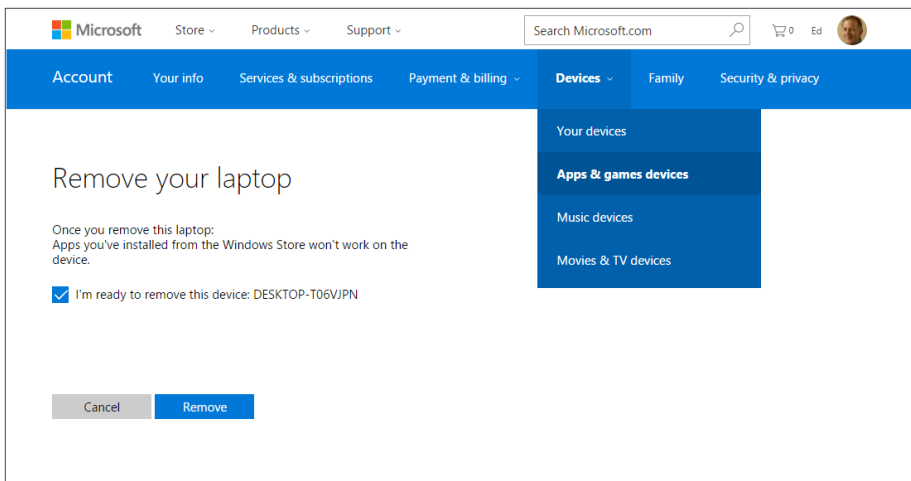 Microsoft Store Products Support Search Microsoft.com 0 Ed
Account Your info Services & subscriptions Payment & billing Devices Family Security & privacy
Your devices
Apps & games devices
Music devices
Movies & TV devices
Remove your laptop
Once you remove this laptop:
Apps you've installed from the Windows Store won't work on the
device.
I'm ready to remove this device: DESKTOP-T06VJPN
Cancel Remove